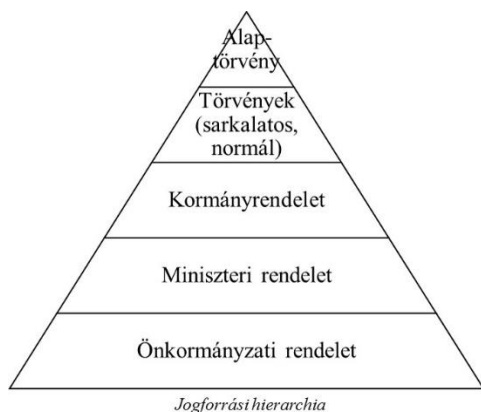 Alap-
törvény
Törvények
(sarkalatos,
normál)
Kormányrendelet
Miniszteri rendelet
Önkormányzati rendelet
Jogforrási hierarchia